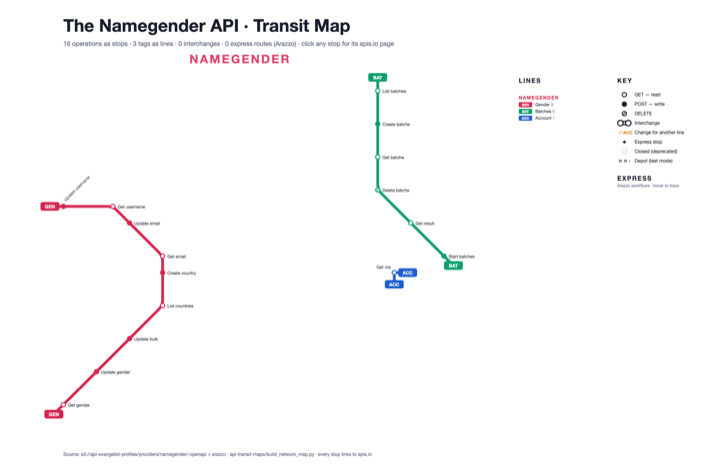 The Namegender API · Transit Map
16 operations as stops · 3 tags as lines · 0 interchanges · 0 express routes (Arazzo) · click any stop for its apis.io page
NAMEGENDER
BAT
List batches
Create batche
Get batche
Delete batche
Get result
Start batches
BAT
Get me
ACC
ACC
Update username
GEN
Get username
Update email
Get email
Create country
List countries
Update bulk
Update gender
Get gender
GEN
LINES
NAMEGENDER
GEN Gender 9
BAT Batches 6
ACC Account 1
KEY
GET — read
POST — write
DELETE
Interchange
Change for another line
Express stop
Closed (deprecated)
Depot (test mode)
EXPRESS
Arazzo workflows · hover to trace
Source: s3://api-evangelist-profiles/providers/namegender/ openapi + arazzo · api-transit-maps/build_network_map.py · every stop links to apis.io